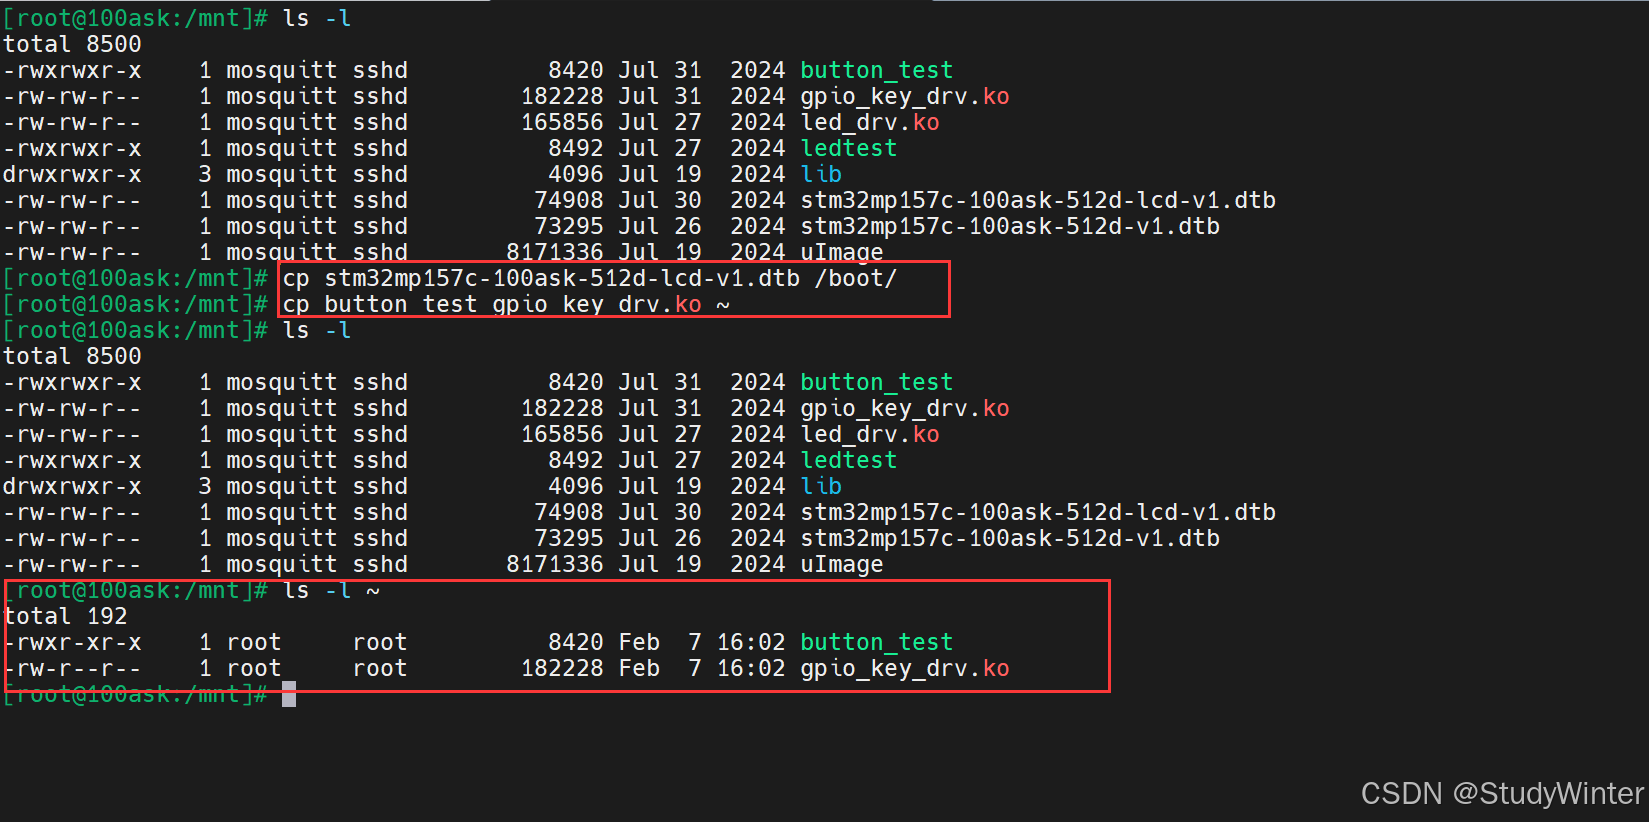 [root@100ask:/mnt]# ls -l
total 8500
-rwxrwxr-x    1 mosquitt sshd          8420 Jul 31  2024 button_test
-rw-rw-r--    1 mosquitt sshd        182228 Jul 31  2024 gpio_key_drv.ko
-rw-rw-r--    1 mosquitt sshd        165856 Jul 27  2024 led_drv.ko
-rwxrwxr-x    1 mosquitt sshd          8492 Jul 27  2024 ledtest
drwxrwxr-x    3 mosquitt sshd          4096 Jul 19  2024 lib
-rw-rw-r--    1 mosquitt sshd         74908 Jul 30  2024 stm32mp157c-100ask-512d-lcd-v1.dtb
-rw-rw-r--    1 mosquitt sshd         73295 Jul 26  2024 stm32mp157c-100ask-512d-v1.dtb
-rw-rw-r--    1 mosquitt sshd       8171336 Jul 19  2024 uImage
[root@100ask:/mnt]# cp stm32mp157c-100ask-512d-lcd-v1.dtb /boot/
[root@100ask:/mnt]# cp button_test gpio_key_drv.ko ~
[root@100ask:/mnt]# ls -l
total 8500
-rwxrwxr-x    1 mosquitt sshd          8420 Jul 31  2024 button_test
-rw-rw-r--    1 mosquitt sshd        182228 Jul 31  2024 gpio_key_drv.ko
-rw-rw-r--    1 mosquitt sshd        165856 Jul 27  2024 led_drv.ko
-rwxrwxr-x    1 mosquitt sshd          8492 Jul 27  2024 ledtest
drwxrwxr-x    3 mosquitt sshd          4096 Jul 19  2024 lib
-rw-rw-r--    1 mosquitt sshd         74908 Jul 30  2024 stm32mp157c-100ask-512d-lcd-v1.dtb
-rw-rw-r--    1 mosquitt sshd         73295 Jul 26  2024 stm32mp157c-100ask-512d-v1.dtb
-rw-rw-r--    1 mosquitt sshd       8171336 Jul 19  2024 uImage
[root@100ask:/mnt]# ls -l ~
total 192
-rwxr-xr-x    1 root     root          8420 Feb  7 16:02 button_test
-rw-r--r--    1 root     root        182228 Feb  7 16:02 gpio_key_drv.ko
[root@100ask:/mnt]#
CSDN @StudyWinter